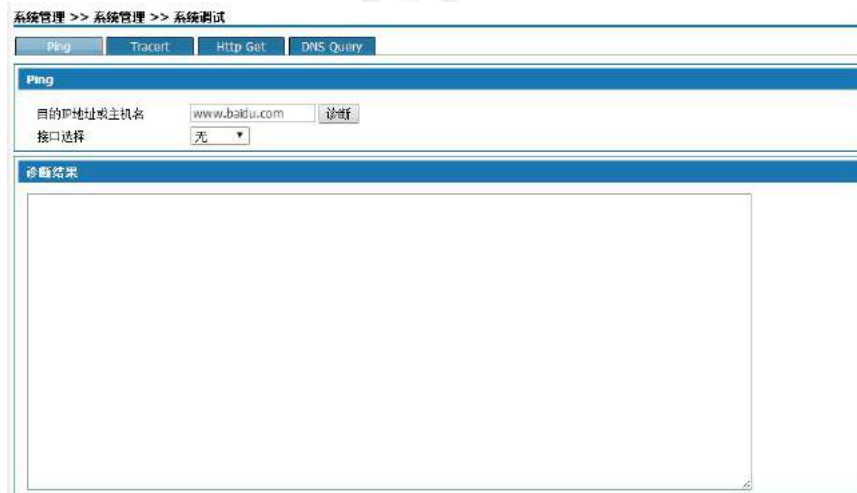 系统管理 >> 系统管理 >> 系统调试
Ping Tracert Http Get DNS Query
Ping
目的IP地址或主机名 www.baidu.com 诊断
接口选择 无
诊断结果